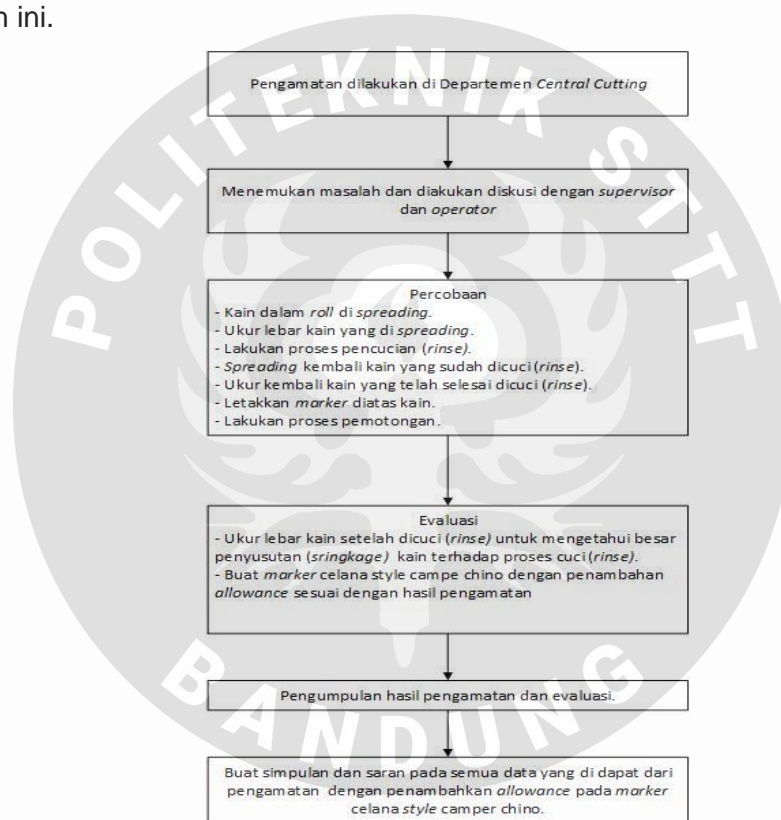 n ini.
Pengamatan dilakukan di Departemen Central Cutting
Menemukan masalah dan diakukan diskusi dengan supervisor
dan operator
Percobaan
- Kain dalam roll di spreading.
- Ukur lebar kain yang di spreading.
- Lakukan proses pencucian (rinse).
- Spreading kembali kain yang sudah dicuci (rinse).
- Ukur kembali kain yang telah selesai dicuci (rinse).
- Letakkan marker diatas kain.
- Lakukan proses pemotongan.
Evaluasi
- Ukur lebar kain setelah dicuci (rinse) untuk mengetahui besar
penyusutan (sringkage) kain terhadap proses cuci (rinse).
- Buat marker celana style campe chino dengan penambahan
allowance sesuai dengan hasil pengamatan
Pengumpulan hasil pengamatan dan evaluasi.
Buat simpulan dan saran pada semua data yang di dapat dari
pengamatan dengan penambahkan allowance pada marker
celana style camper chino.
POLITEKNIK STTT
BANDUNG